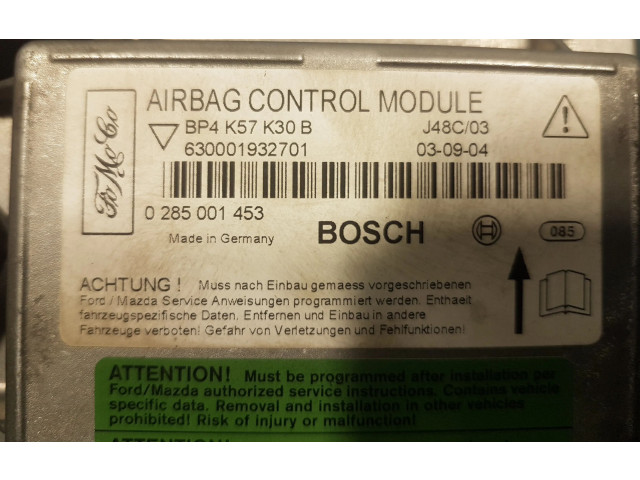 FoMoCo
AIRBAG CONTROL MODULE
BP4 K57 K30 B J48C/03
630001932701 03-09-04
0 285 001 453
Made in Germany BOSCH 085
ACHTUNG ! Muss nach Einbau gemaess vorgeschriebenen
Ford / Mazda Service Anweisungen programmiert werden. Enthaelt
fahrzeugspezifische Daten. Entfernen und Einbau in andere
Fahrzeuge verboten! Gefahr von Verletzungen und Fehlfunktionen!
ATTENTION! Must be programmed after installation per
Ford/Mazda authorized service instructions. Contains vehicle
specific data. Removal and installation in other vehicles
prohibited! Risk of injury or malfunction!
ATTENTION!